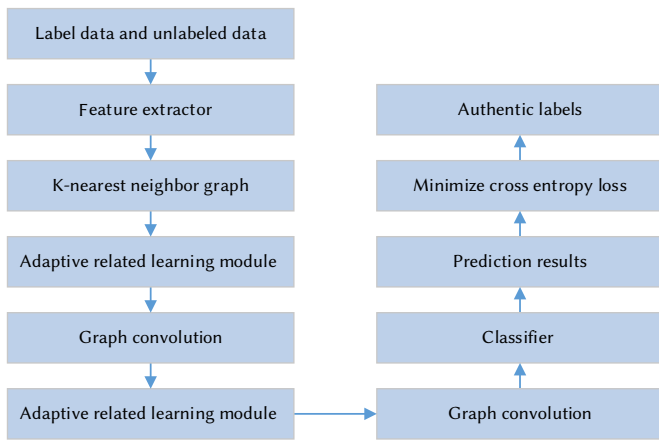 Label data and unlabeled data
Feature extractor
K-nearest neighbor graph
Adaptive related learning module
Graph convolution
Adaptive related learning module
Graph convolution
Classifier
Prediction results
Minimize cross entropy loss
Authentic labels